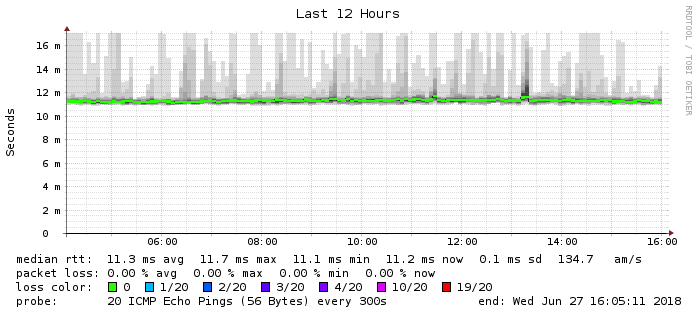 Last 12 Hours
RRDTOOL / TOBI OETIKER
Seconds
16 m
14 m
12 m
10 m
8 m
6 m
4 m
2 m
0
06:00 08:00 10:00 12:00 14:00 16:00
median rtt: 11.3 ms avg 11.7 ms max 11.1 ms min 11.2 ms now 0.1 ms sd 134.7 am/s
packet loss: 0.00 % avg 0.00 % max 0.00 % min 0.00 % now
loss color: 0 1/20 2/20 3/20 4/20 10/20 19/20
probe: 20 ICMP Echo Pings (56 Bytes) every 300s end: Wed Jun 27 16:05:11 2018